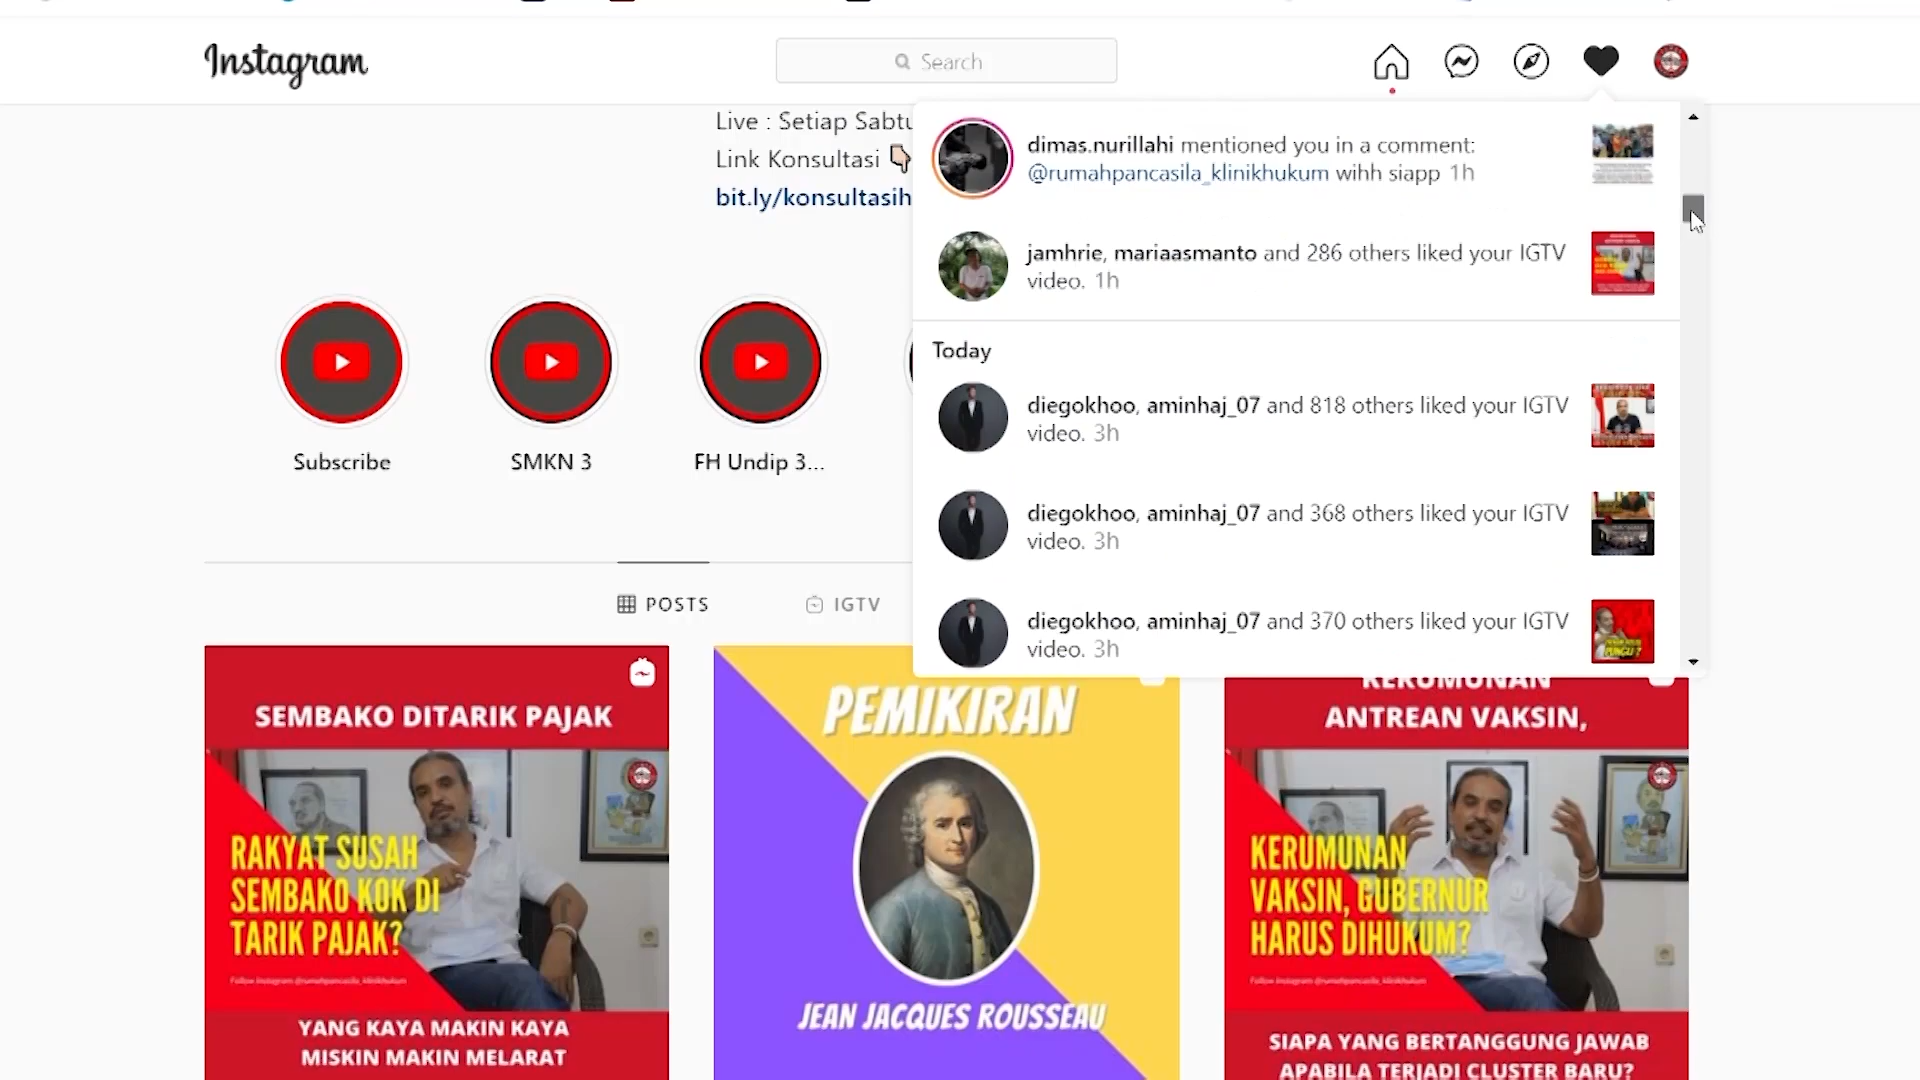 Instagram
Search
Live : Setiap Sabtu
Link Konsultasi
bit.ly/konsultasih
dimas.nurillahi mentioned you in a comment:
@rumahpancasila_klinikhukum wihh siapp 1h
jamhrie, mariaasmanto and 286 others liked your IGTV
video. 1h
Today
diegokhoo, aminhaj_07 and 818 others liked your IGTV
video. 3h
diegokhoo, aminhaj_07 and 368 others liked your IGTV
video. 3h
diegokhoo, aminhaj_07 and 370 others liked your IGTV
video. 3h
PUNGLI ?
Subscribe
SMKN 3
FH Undip 3...
POSTS
IGTV
SEMBAKO DITARIK PAJAK
RAKYAT SUSAH
SEMBAKO KOK DI
TARIK PAJAK?
Follow Instagram @rumahpancasila_klinikhukum
YANG KAYA MAKIN KAYA
MISKIN MAKIN MELARAT
PEMIKIRAN
JEAN JACQUES ROUSSEAU
KERUMUNAN
ANTREAN VAKSIN,
KERUMUNAN
VAKSIN, GUBERNUR
HARUS DIHUKUM?
Follow Instagram @rumahpancasila_klinikhukum
SIAPA YANG BERTANGGUNG JAWAB
APABILA TERJADI CLUSTER BARU?